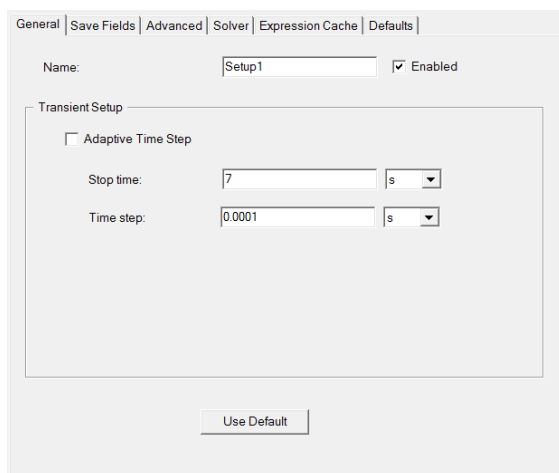 General Save Fields Advanced Solver Expression Cache Defaults
Name: Setup1 Enabled
Transient Setup
Adaptive Time Step
Stop time: 7 s
Time step: 0.0001 s
Use Default